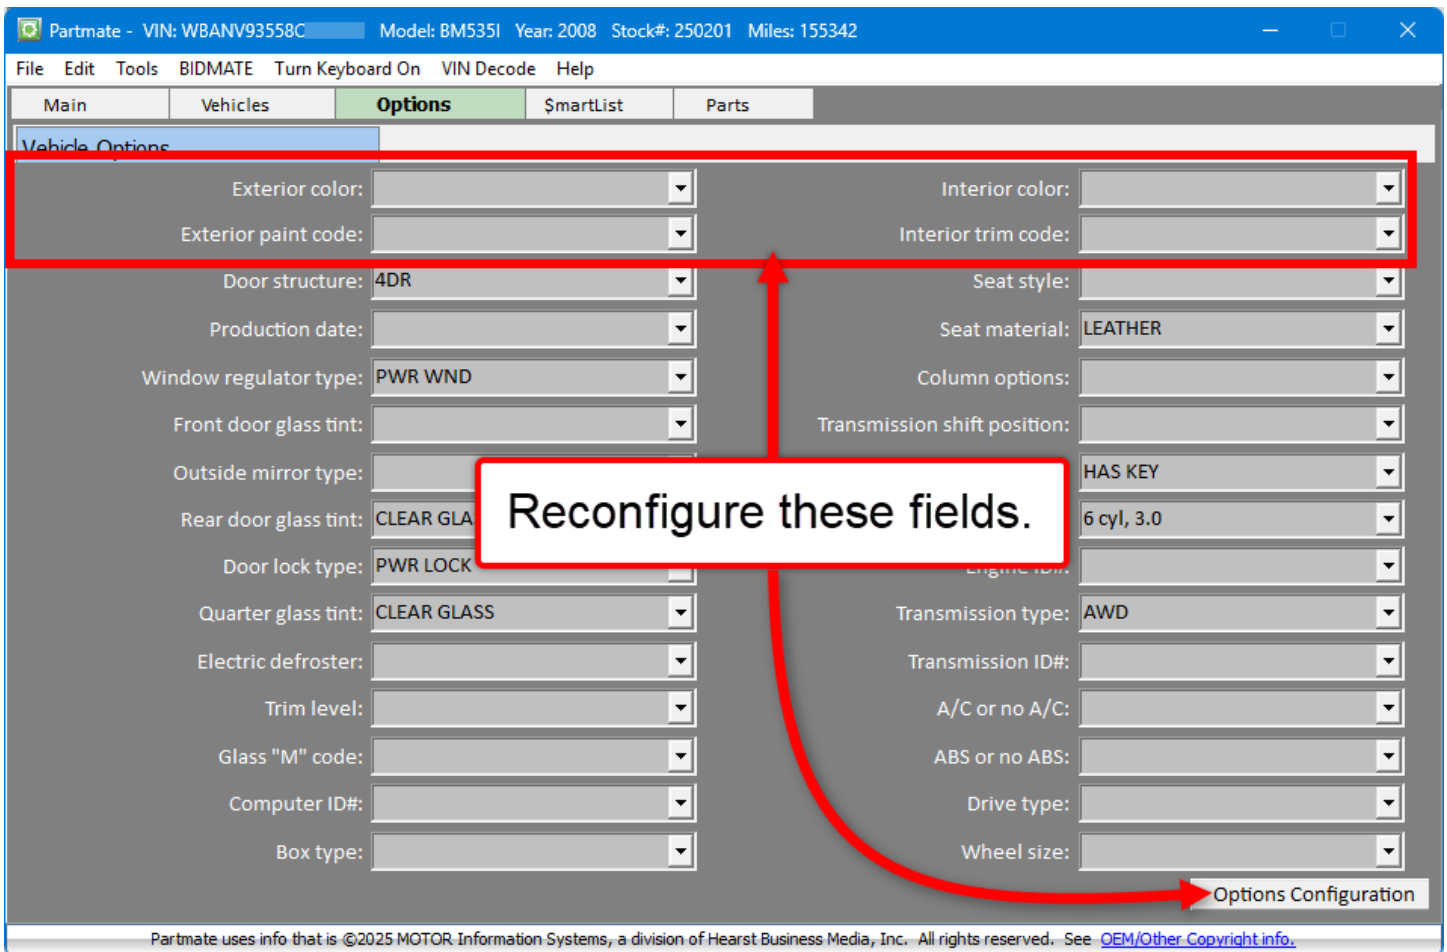 Partmate - VIN: WBANV93558C Model: BM535I Year: 2008 Stock#: 250201 Miles: 155342
File Edit Tools BIDMATE Turn Keyboard On VIN Decode Help
Main Vehicles Options $martList Parts
Vehicle Options
Exterior color: Interior color:
Exterior paint code: Interior trim code:
Door structure: 4DR Seat style:
Production date: Seat material: LEATHER
Window regulator type: PWR WND Column options:
Front door glass tint: Transmission shift position:
Outside mirror type: HAS KEY
Reconfigure these fields.
Rear door glass tint: CLEAR GLA 6 cyl, 3.0
Door lock type: PWR LOCK Engine ID#:
Quarter glass tint: CLEAR GLASS Transmission type: AWD
Electric defroster: Transmission ID#:
Trim level: A/C or no A/C:
Glass "M" code: ABS or no ABS:
Computer ID#: Drive type:
Box type: Wheel size:
Options Configuration
Partmate uses info that is ©2025 MOTOR Information Systems, a division of Hearst Business Media, Inc. All rights reserved. See OEM/Other Copyright info.